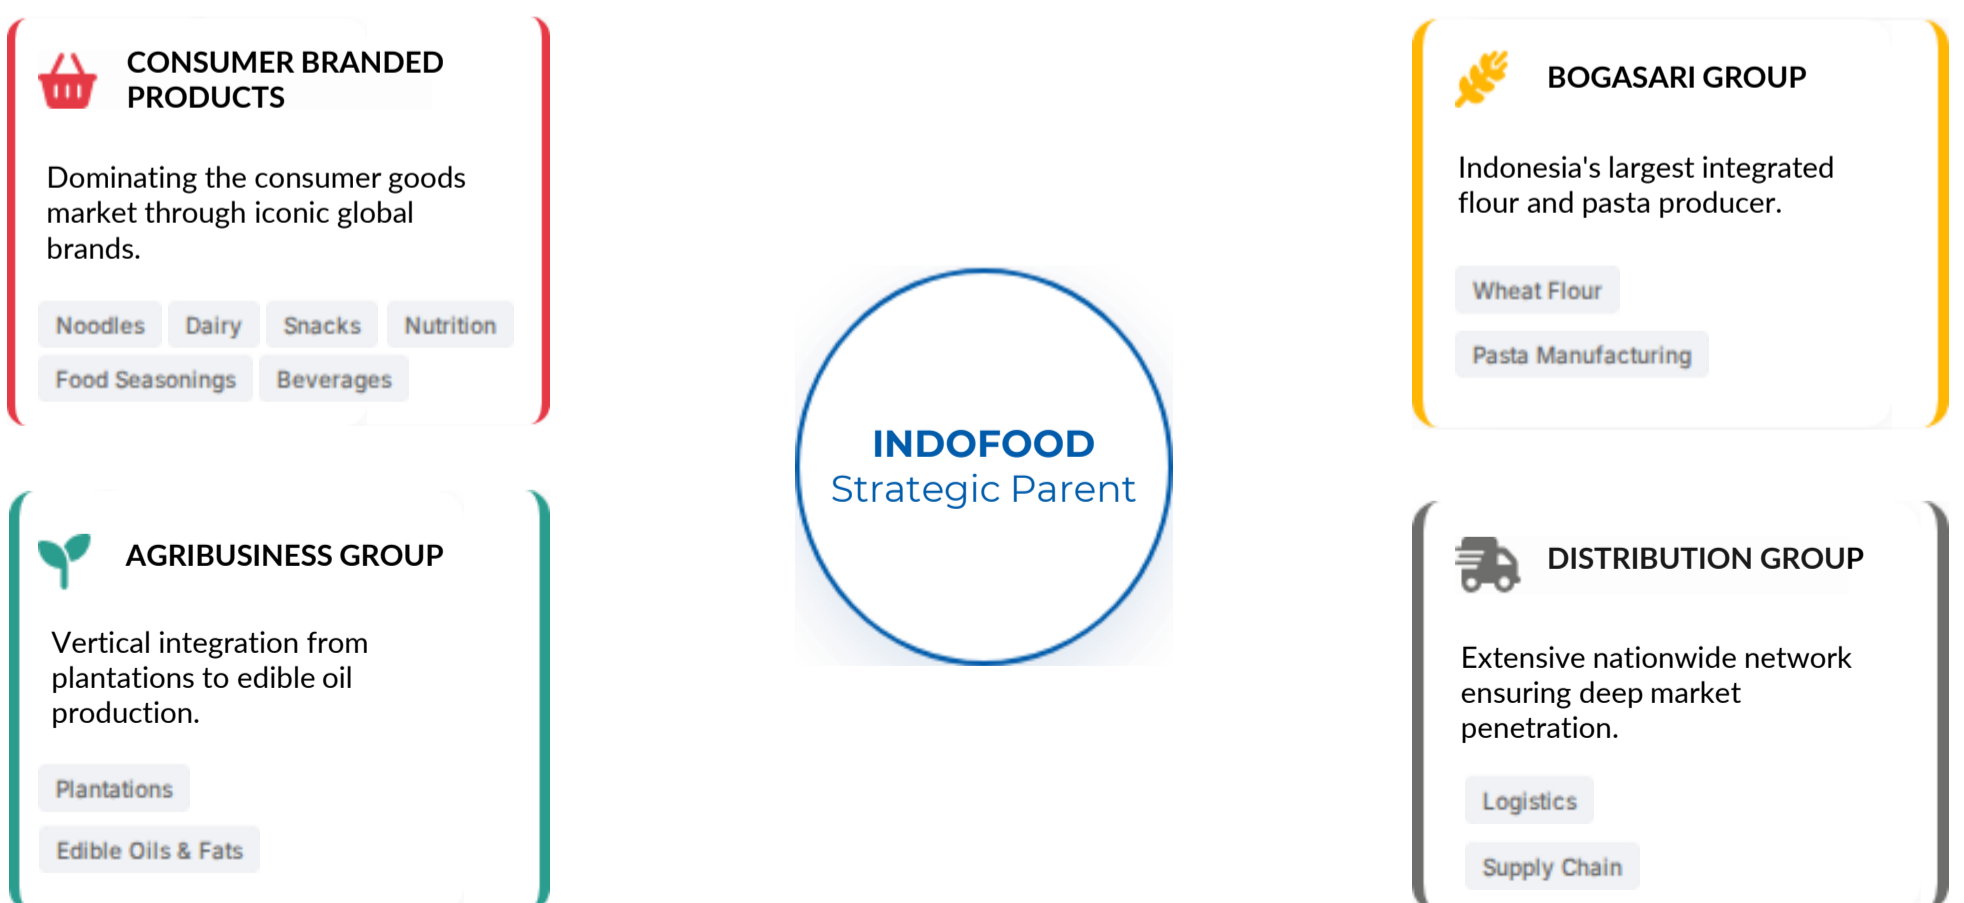 CONSUMER BRANDED
PRODUCTS
Dominating the consumer goods
market through iconic global
brands.
Noodles Dairy Snacks Nutrition
Food Seasonings Beverages
BOGASARI GROUP
Indonesia's largest integrated
flour and pasta producer.
Wheat Flour
Pasta Manufacturing
INDOFOOD
Strategic Parent
AGRIBUSINESS GROUP
Vertical integration from
plantations to edible oil
production.
Plantations
Edible Oils & Fats
DISTRIBUTION GROUP
Extensive nationwide network
ensuring deep market
penetration.
Logistics
Supply Chain